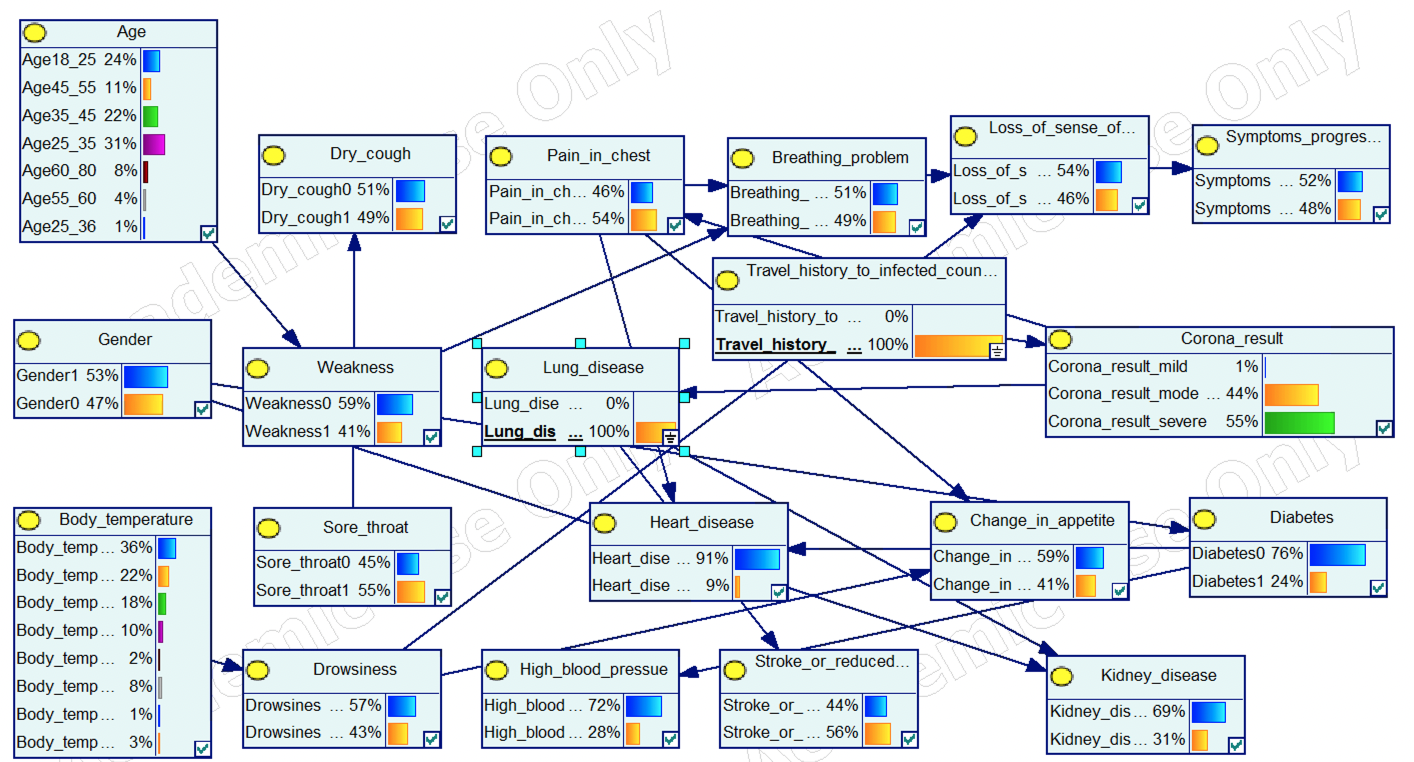 Age
Age18_25 24%
Age45_55 11%
Age35_45 22%
Age25_35 31%
Age60_80 8%
Age55_60 4%
Age25_36 1%
Dry_cough
Dry_cough0 51%
Dry_cough1 49%
Pain_in_chest
Pain_in_ch... 46%
Pain_in_ch... 54%
Breathing_problem
Breathing_ ... 51%
Breathing_ ... 49%
Loss_of_sense_of...
Loss_of_s ... 54%
Loss_of_s ... 46%
Symptoms_progres...
Symptoms ... 52%
Symptoms ... 48%
Travel_history_to_infected_coun...
Travel_history_to ... 0%
Travel_history_ ... 100%
Gender
Gender1 53%
Gender0 47%
Weakness
Weakness0 59%
Weakness1 41%
Lung_disease
Lung_dise ... 0%
Lung_dis ... 100%
Corona_result
Corona_result_mild 1%
Corona_result_mode ... 44%
Corona_result_severe 55%
Body_temperature
Body_temp ... 36%
Body_temp ... 22%
Body_temp ... 18%
Body_temp ... 10%
Body_temp ... 2%
Body_temp ... 8%
Body_temp ... 1%
Body_temp ... 3%
Sore_throat
Sore_throat0 45%
Sore_throat1 55%
Heart_disease
Heart_dise ... 91%
Heart_dise ... 9%
Change_in_appetite
Change_in ... 59%
Change_in ... 41%
Diabetes
Diabetes0 76%
Diabetes1 24%
Drowsiness
Drowsines ... 57%
Drowsines ... 43%
High_blood_pressue
High_blood ... 72%
High_blood ... 28%
Stroke_or_reduced...
Stroke_or_ ... 44%
Stroke_or_ ... 56%
Kidney_disease
Kidney_dis ... 69%
Kidney_dis ... 31%